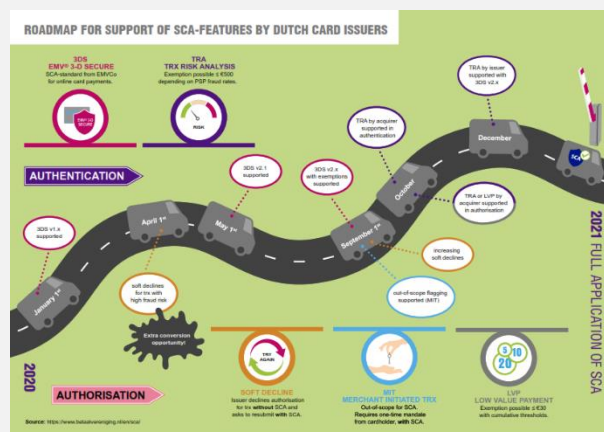 ROADMAP FOR SUPPORT OF SCA-FEATURES BY DUTCH CARD ISSUERS
3DS
EMV® 3-D SECURE
SCA-standard from EMVCo
for online card payments.
EMV 3-D
SECURE
TRA
TRX RISK ANALYSIS
Exemption possible ≤ €500
depending on PSP fraud rates.
RISK
AUTHENTICATION
3DS v1.x
supported
January 1st
April 1st
soft declines
for trx with
high fraud risk
3DS v2.1
supported
May 1st
3DS v2.x
with exemptions
supported
September 1st
increasing
soft declines
out-of-scope flagging
supported (MIT)
TRA by
acquirer
supported in
authentication
October
TRA or LVP by
acquirer supported
in authorisation
TRA by issuer
supported with
3DS v2.x
December
SCA
2021 FULL APPLICATION OF SCA
2020
Extra conversion
opportunity!
AUTHORISATION
TRY
AGAIN
SOFT DECLINE
Issuer declines authorisation
for trx without SCA and
asks to resubmit with SCA.
MIT
MERCHANT INITIATED TRX
Out-of-scope for SCA.
Requires one-time mandate
from cardholder, with SCA.
5 10
20
LVP
LOW VALUE PAYMENT
Exemption possible ≤ €30
with cumulative thresholds.
Source: https://www.betaalvereniging.nl/en/sca/